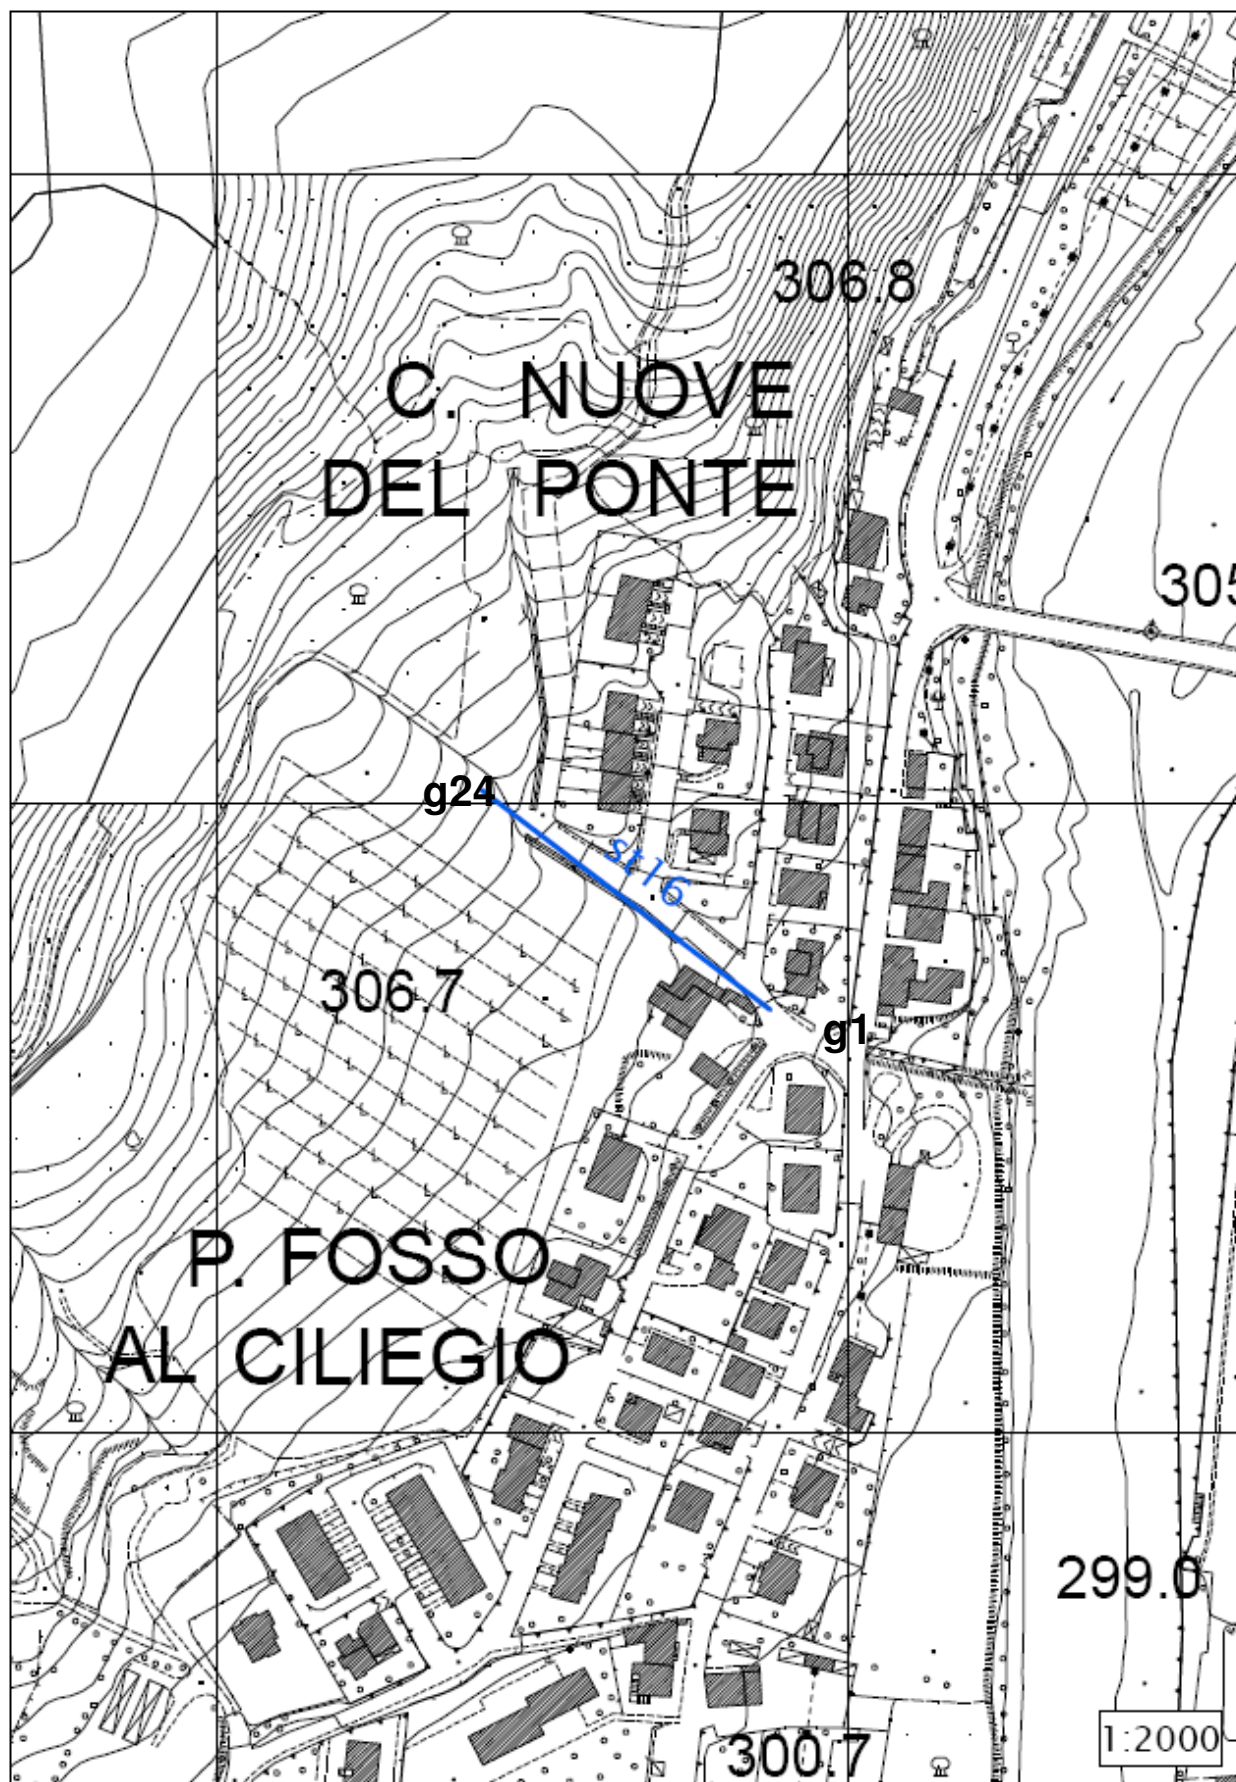 306.8
C. NUOVE
DEL PONTE
305
g24
st16
306.7
g1
P. FOSSO
AL CILIEGIO
299.0
1:2000
300.7